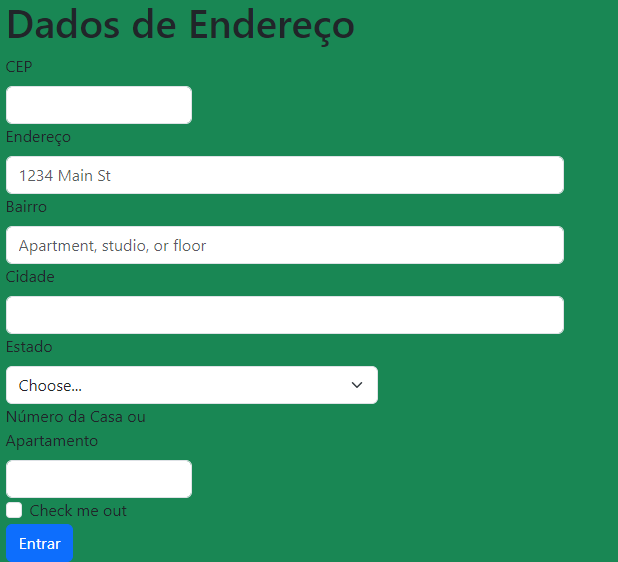 Dados de Endereço
CEP
Endereço
1234 Main St
Bairro
Apartment, studio, or floor
Cidade
Estado
Choose...
Número da Casa ou
Apartamento
Check me out
Entrar